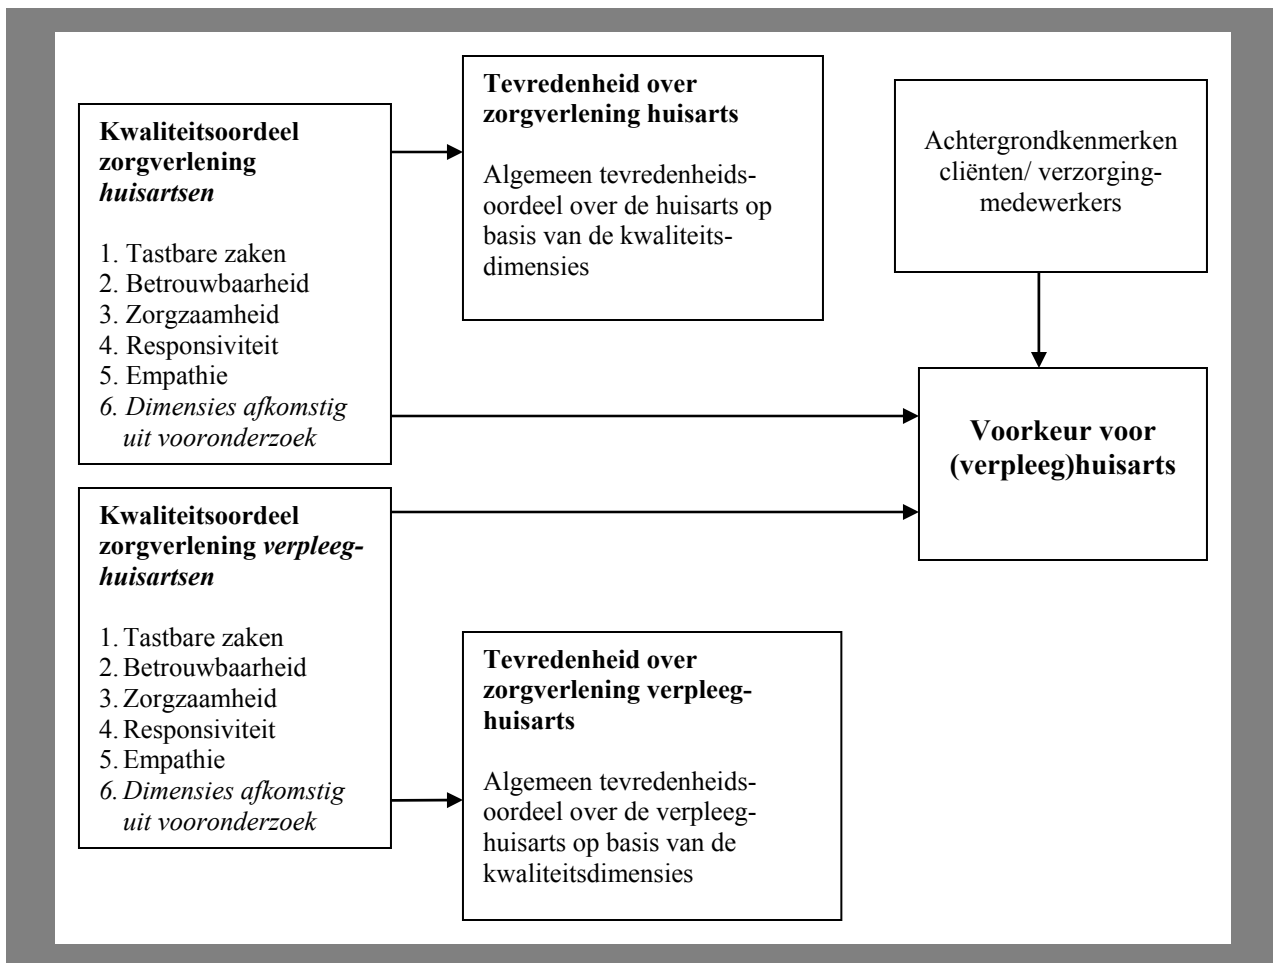 Kwaliteitsoordeel
zorgverlening
huisartsen
1. Tastbare zaken
2. Betrouwbaarheid
3. Zorgzaamheid
4. Responsiviteit
5. Empathie
6. Dimensies afkomstig
uit vooronderzoek
Tevredenheid over
zorgverlening huisarts
Algemeen tevredenheids-
oordeel over de huisarts op
basis van de kwaliteits-
dimensies
Achtergrondkenmerken
cliënten/ verzorging-
medewerkers
Voorkeur voor
(verpleeg)huisarts
Kwaliteitsoordeel
zorgverlening verpleeg-
huisartsen
1. Tastbare zaken
2. Betrouwbaarheid
3. Zorgzaamheid
4. Responsiviteit
5. Empathie
6. Dimensies afkomstig
uit vooronderzoek
Tevredenheid over
zorgverlening verpleeg-
huisarts
Algemeen tevredenheids-
oordeel over de verpleeg-
huisarts op basis van de
kwaliteitsdimensies